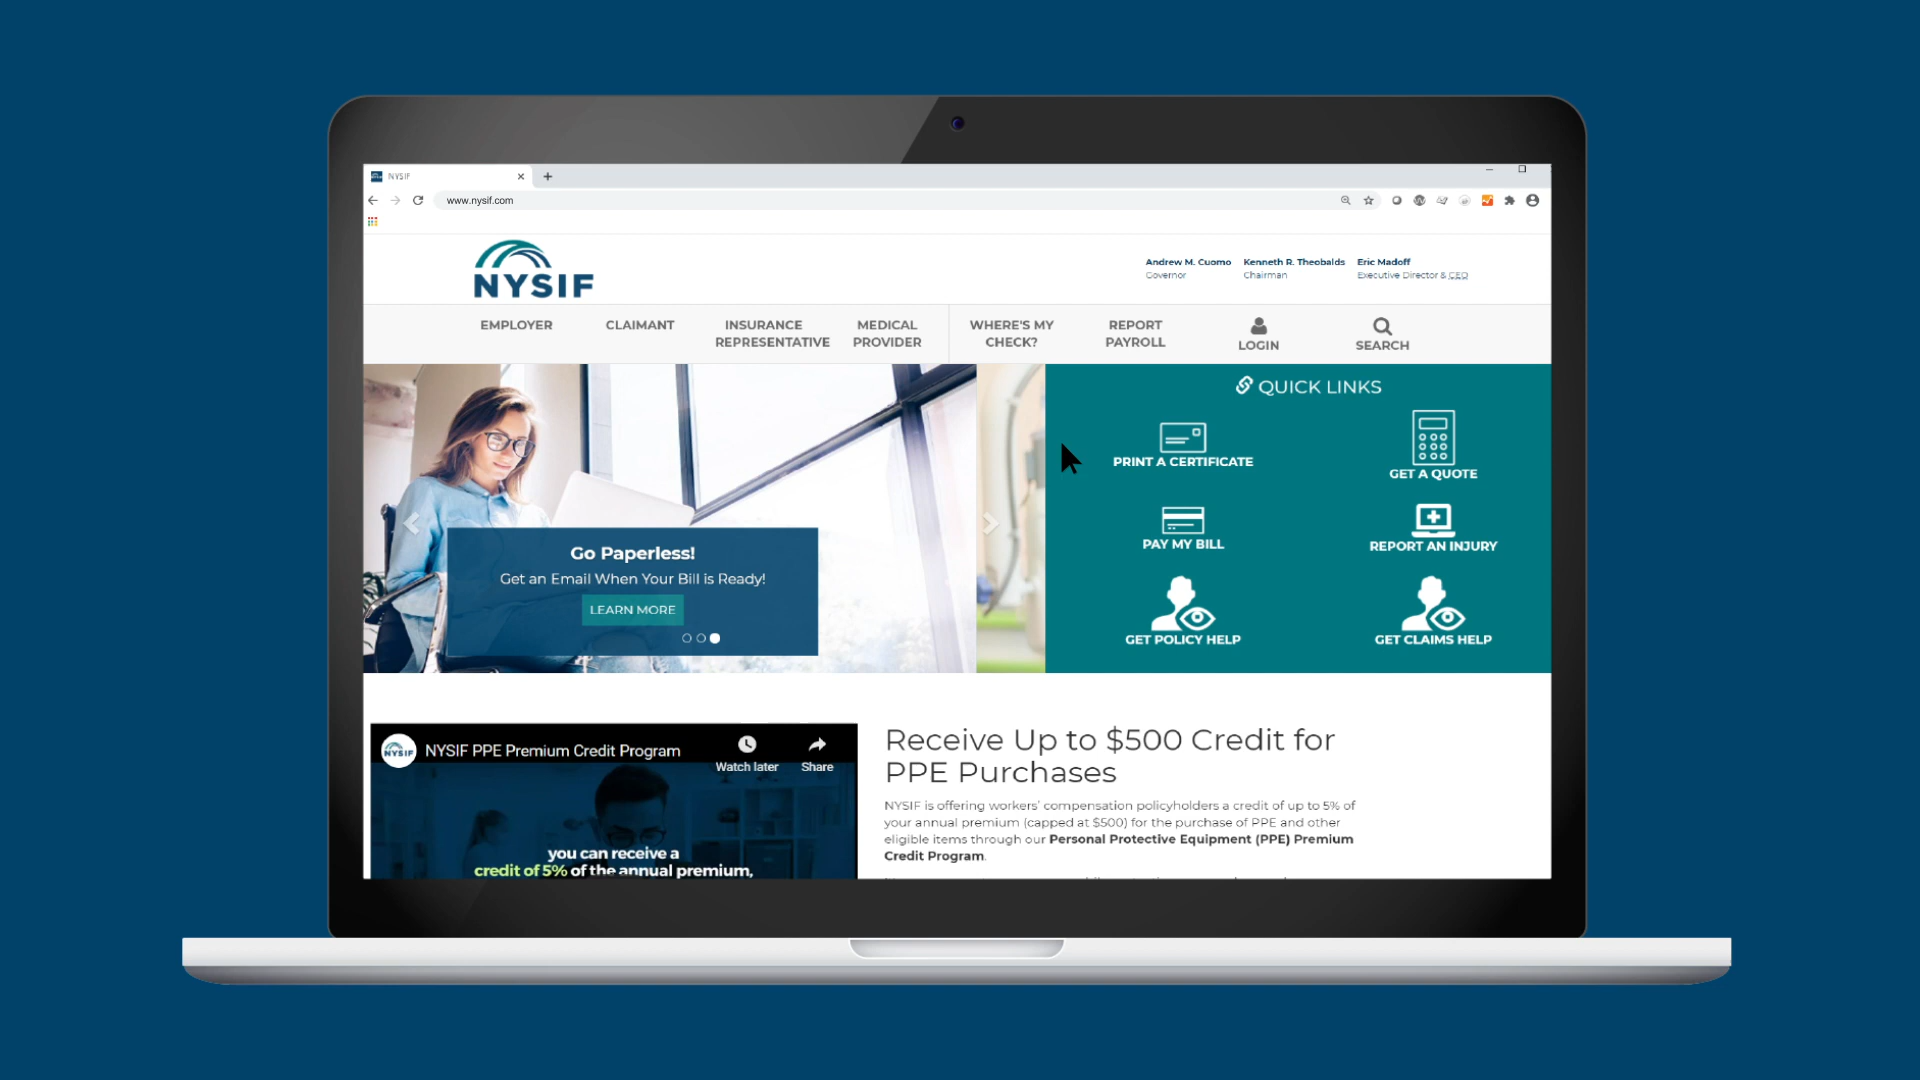 NYSIF
www.nysif.com
NYSIF
Andrew M. Cuomo
Governor
Kenneth R. Theobalds
Chairman
Eric Madoff
Executive Director & CEO
EMPLOYER
CLAIMANT
INSURANCE
REPRESENTATIVE
MEDICAL
PROVIDER
WHERE'S MY
CHECK?
REPORT
PAYROLL
LOGIN
SEARCH
Go Paperless!
Get an Email When Your Bill is Ready!
LEARN MORE
QUICK LINKS
PRINT A CERTIFICATE
GET A QUOTE
PAY MY BILL
REPORT AN INJURY
GET POLICY HELP
GET CLAIMS HELP
NYSIF
NYSIF PPE Premium Credit Program
Watch later
Share
you can receive a
credit of 5% of the annual premium,
Receive Up to $500 Credit for
PPE Purchases
NYSIF is offering workers' compensation policyholders a credit of up to 5% of
your annual premium (capped at $500) for the purchase of PPE and other
eligible items through our Personal Protective Equipment (PPE) Premium
Credit Program.